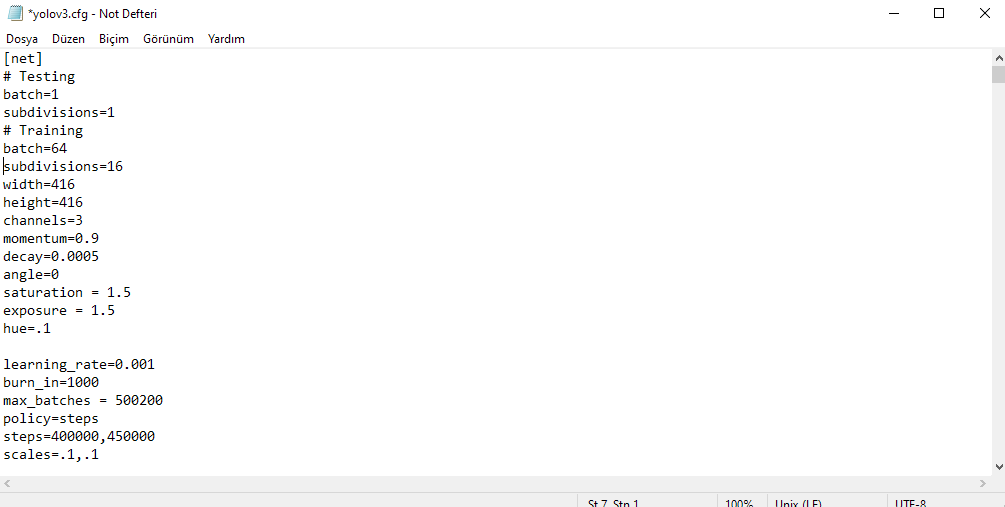 *yolov3.cfg - Not Defteri
Dosya Düzen Biçim Görünüm Yardım
[net]
# Testing
batch=1
subdivisions=1
# Training
batch=64
subdivisions=16
width=416
height=416
channels=3
momentum=0.9
decay=0.0005
angle=0
saturation = 1.5
exposure = 1.5
hue=.1

learning_rate=0.001
burn_in=1000
max_batches = 500200
policy=steps
steps=400000,450000
scales=.1,.1
St 7, Stn 1 100% Unix (LF) UTF-8